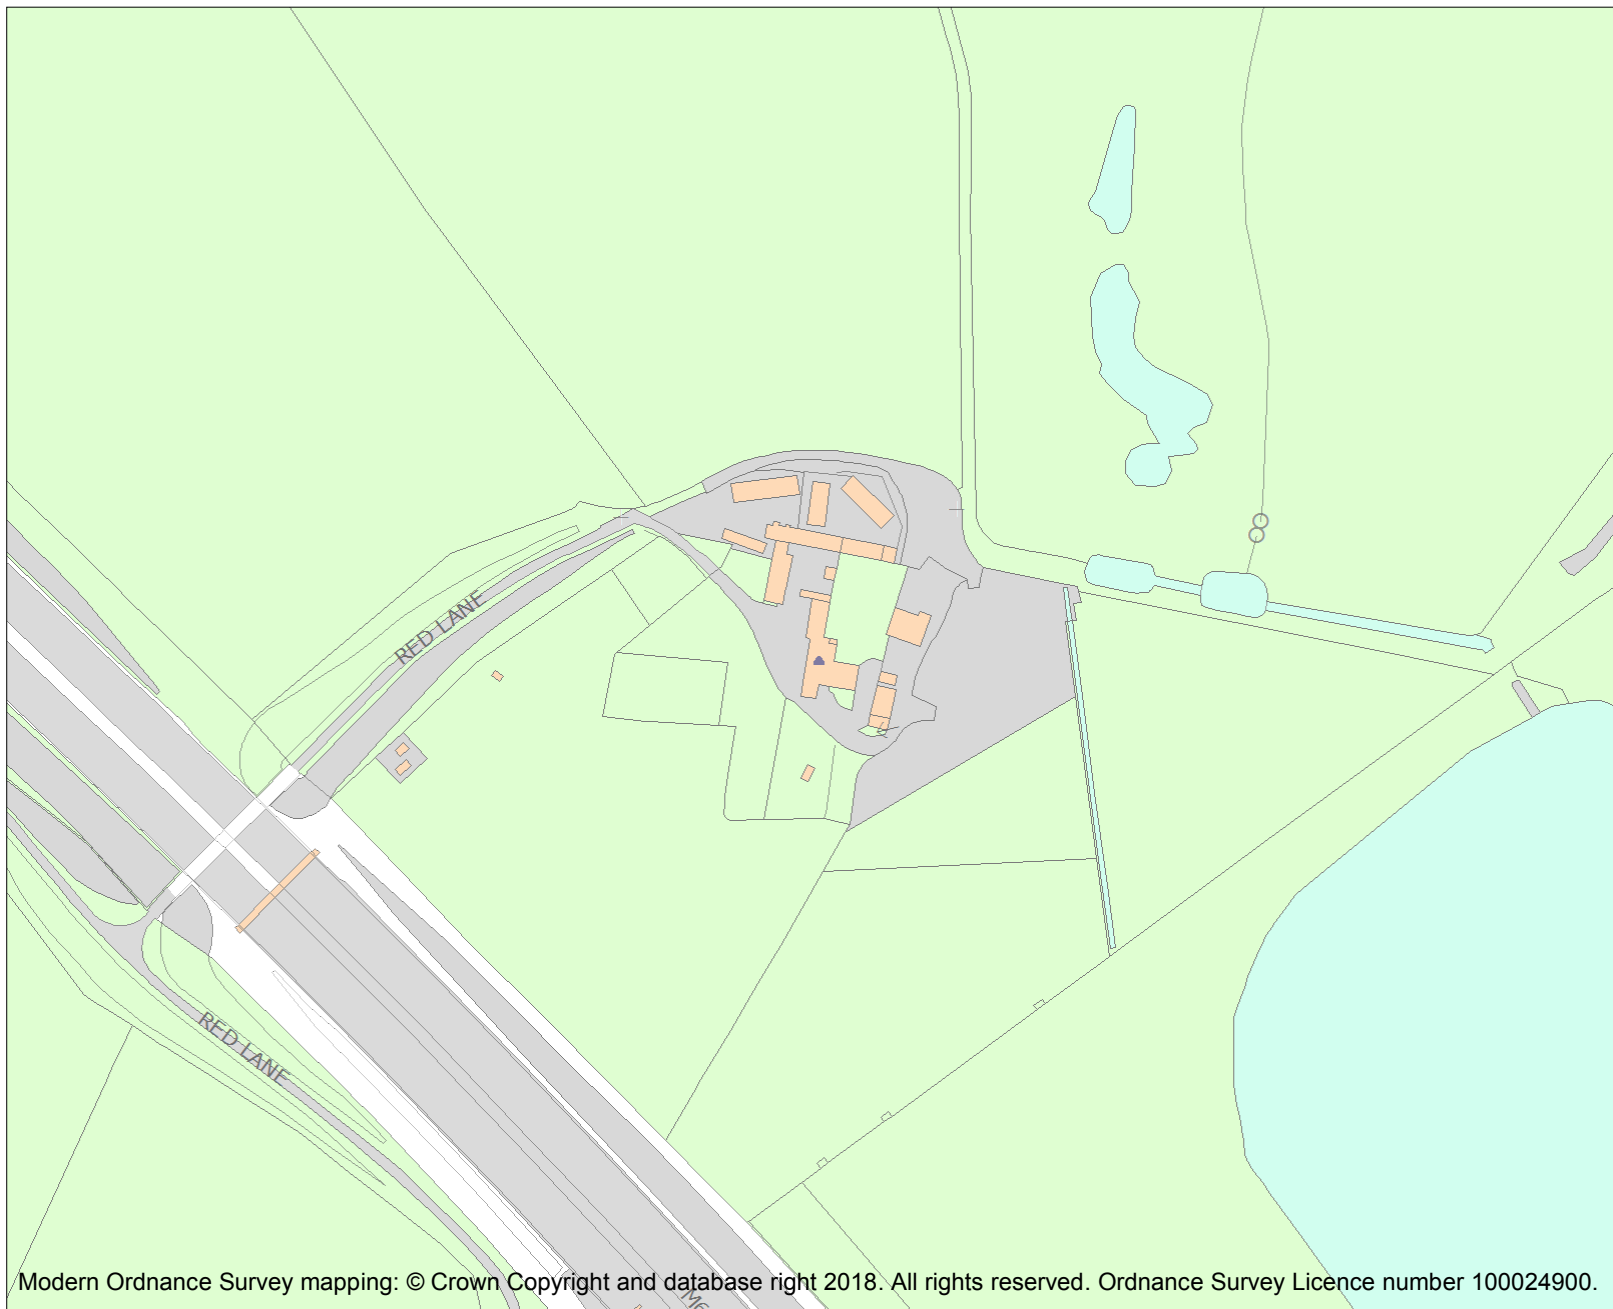 RED LANE
RED LANE
Modern Ordnance Survey mapping: © Crown Copyright and database right 2018. All rights reserved. Ordnance Survey Licence number 100024900.